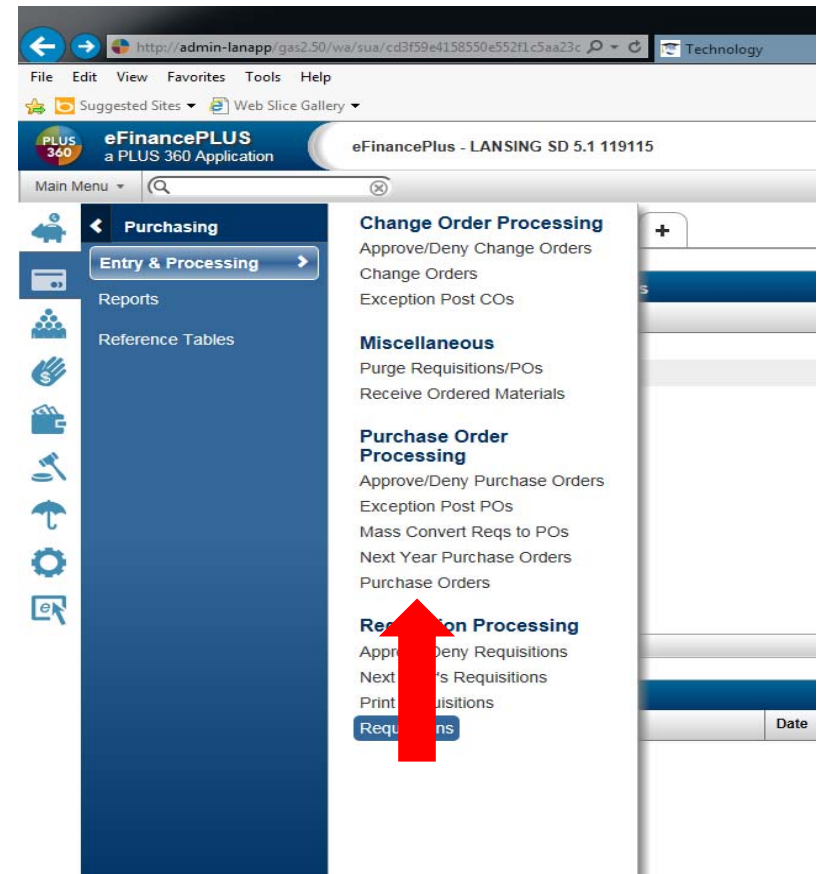 http://admin-lanapp/gas2.50/wa/sua/cd3f59e4158550e552f1c5aa23c
Technology
File Edit View Favorites Tools Help
Suggested Sites Web Slice Gallery
PLUS 360
eFinancePLUS
a PLUS 360 Application
eFinancePlus - LANSING SD 5.1 119115
Main Menu
Purchasing
Entry & Processing
Reports
Reference Tables
Change Order Processing
Approve/Deny Change Orders
Change Orders
Exception Post COs
Miscellaneous
Purge Requisitions/POs
Receive Ordered Materials
Purchase Order
Processing
Approve/Deny Purchase Orders
Exception Post POs
Mass Convert Reqs to POs
Next Year Purchase Orders
Purchase Orders
Processing
Deny Requisitions
Next 's Requisitions
Print
+
s
Date